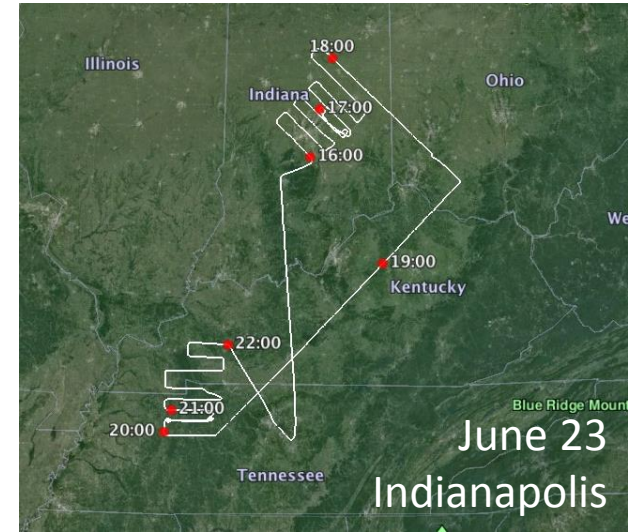 18:00
Illinois
Ohio
Indiana
17:00
16:00
We
19:00
Kentucky
22:00
21:00
20:00
Blue Ridge Mount
June 23
Tennessee
Indianapolis